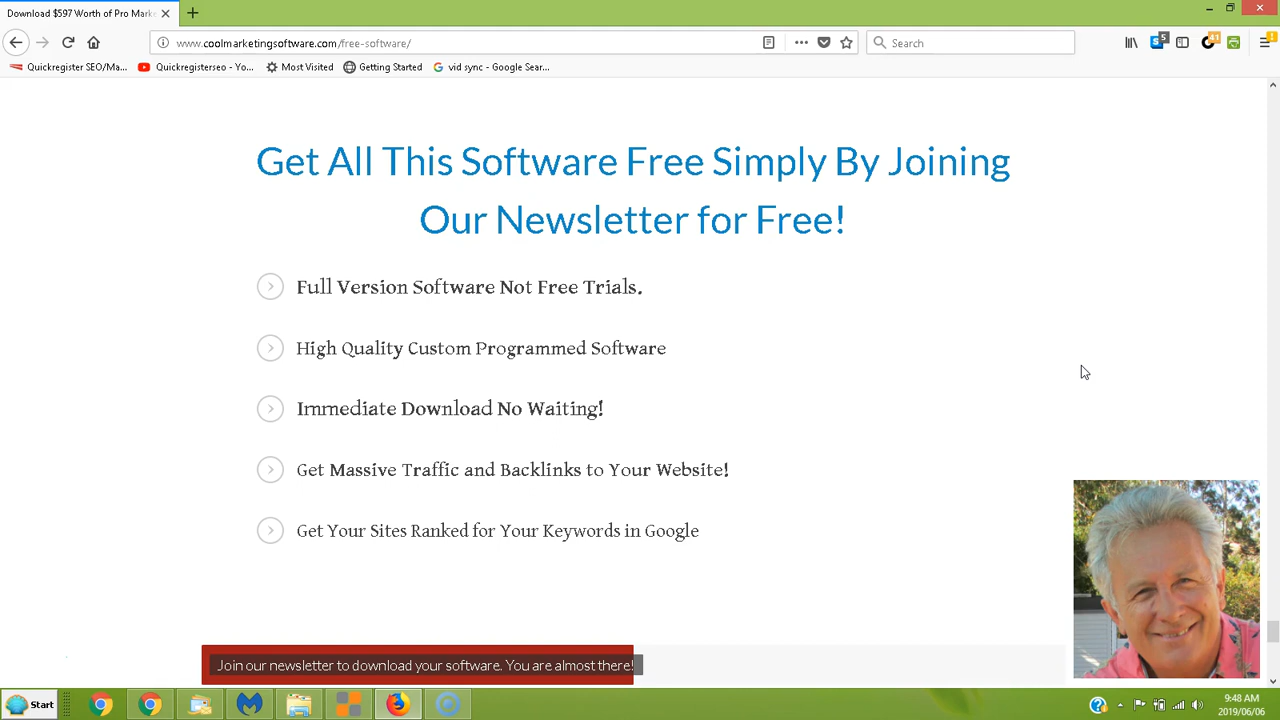 Download $597 Worth of Pro Marke
www.coolmarketingsoftware.com/free-software/
Search
5
41
1
Quickregister SEO/Ma...
Quickregisterseo - Yo...
Most Visited
Getting Started
vid sync - Google Sear...
Get All This Software Free Simply By Joining
Our Newsletter for Free!
Full Version Software Not Free Trials.
High Quality Custom Programmed Software
Immediate Download No Waiting!
Get Massive Traffic and Backlinks to Your Website!
Get Your Sites Ranked for Your Keywords in Google
Join our newsletter to download your software. You are almost there!
Start
9:48 AM
2019/06/06